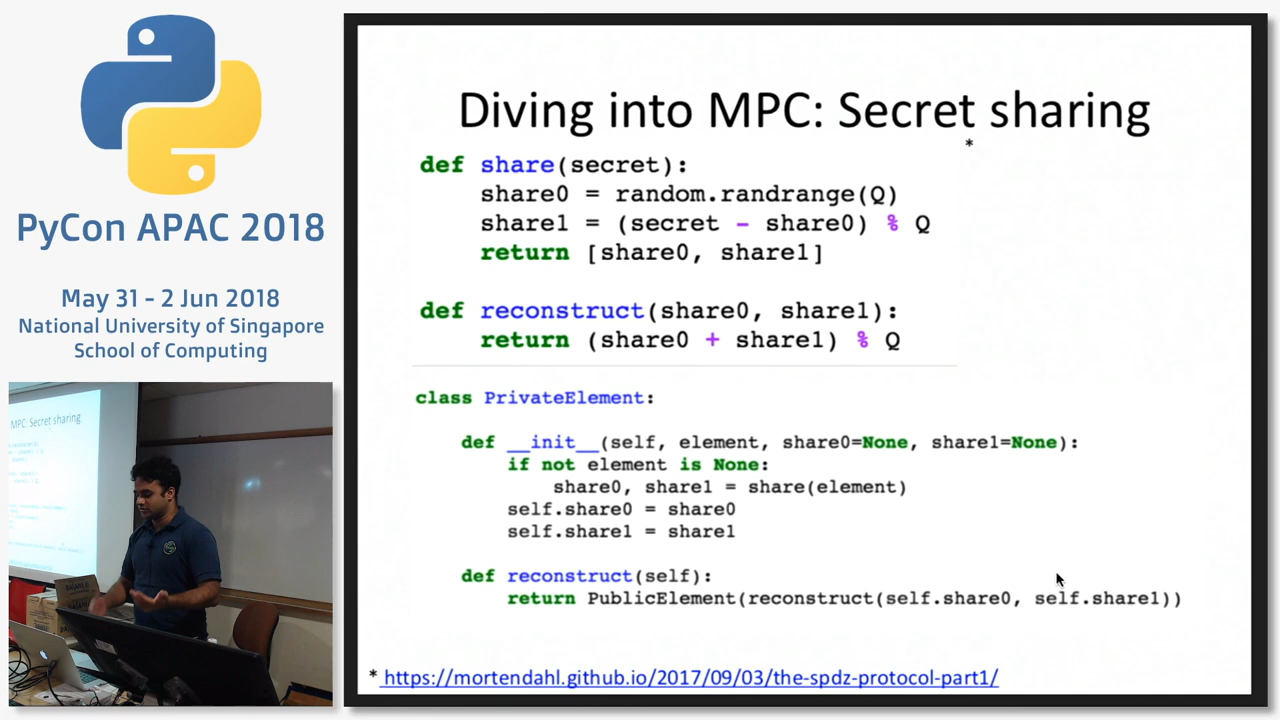 PyCon APAC 2018
May 31 - 2 Jun 2018
National University of Singapore
School of Computing
MPC: Secret sharing
Diving into MPC: Secret sharing
*
def share(secret):
    share0 = random.randrange(Q)
    share1 = (secret - share0) % Q
    return [share0, share1]
def reconstruct(share0, share1):
    return (share0 + share1) % Q
class PrivateElement:
    def __init__(self, element, share0=None, share1=None):
        if not element is None:
            share0, share1 = share(element)
        self.share0 = share0
        self.share1 = share1
    def reconstruct(self):
        return PublicElement(reconstruct(self.share0, self.share1))
* https://mortendahl.github.io/2017/09/03/the-spdz-protocol-part1/